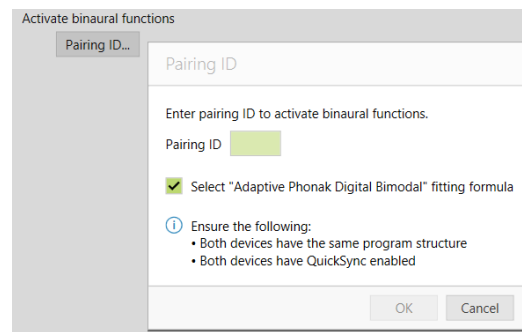 Activate binaural functions
Pairing ID...
Pairing ID
Enter pairing ID to activate binaural functions.
Pairing ID
Select "Adaptive Phonak Digital Bimodal" fitting formula
Ensure the following:
• Both devices have the same program structure
• Both devices have QuickSync enabled
OK Cancel